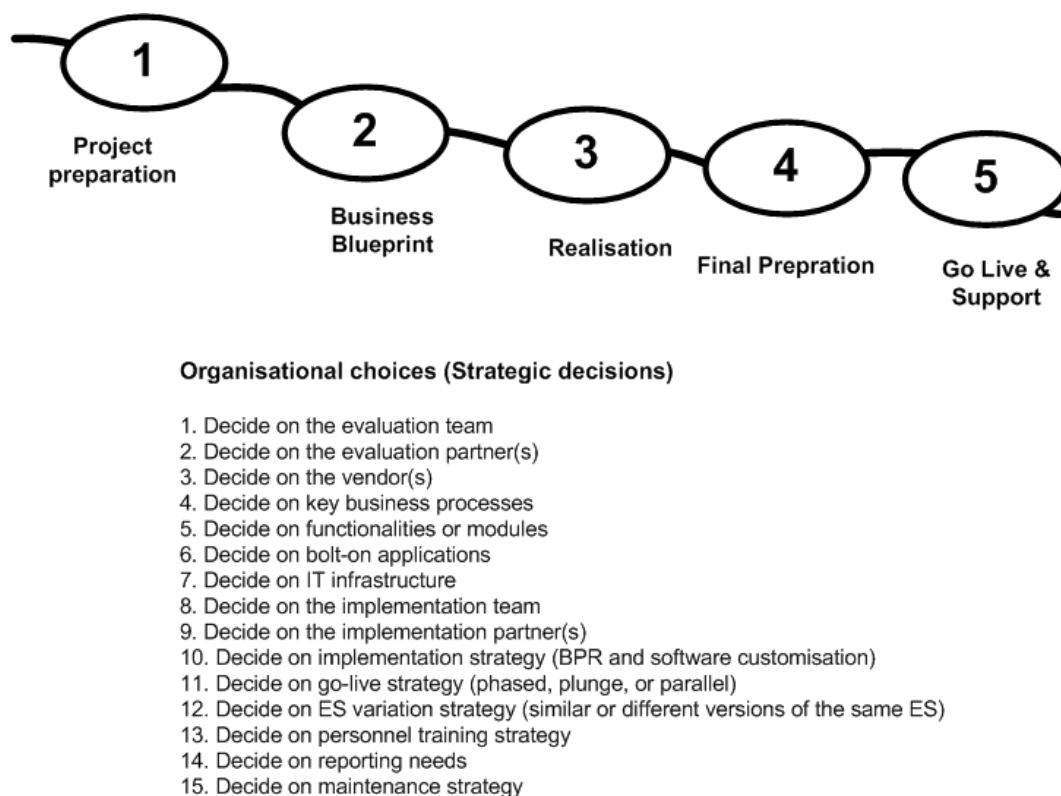 1
Project
preparation
2
Business
Blueprint
3
Realisation
4
Final Prepration
5
Go Live &
Support
Organisational choices (Strategic decisions)
1. Decide on the evaluation team
2. Decide on the evaluation partner(s)
3. Decide on the vendor(s)
4. Decide on key business processes
5. Decide on functionalities or modules
6. Decide on bolt-on applications
7. Decide on IT infrastructure
8. Decide on the implementation team
9. Decide on the implementation partner(s)
10. Decide on implementation strategy (BPR and software customisation)
11. Decide on go-live strategy (phased, plunge, or parallel)
12. Decide on ES variation strategy (similar or different versions of the same ES)
13. Decide on personnel training strategy
14. Decide on reporting needs
15. Decide on maintenance strategy